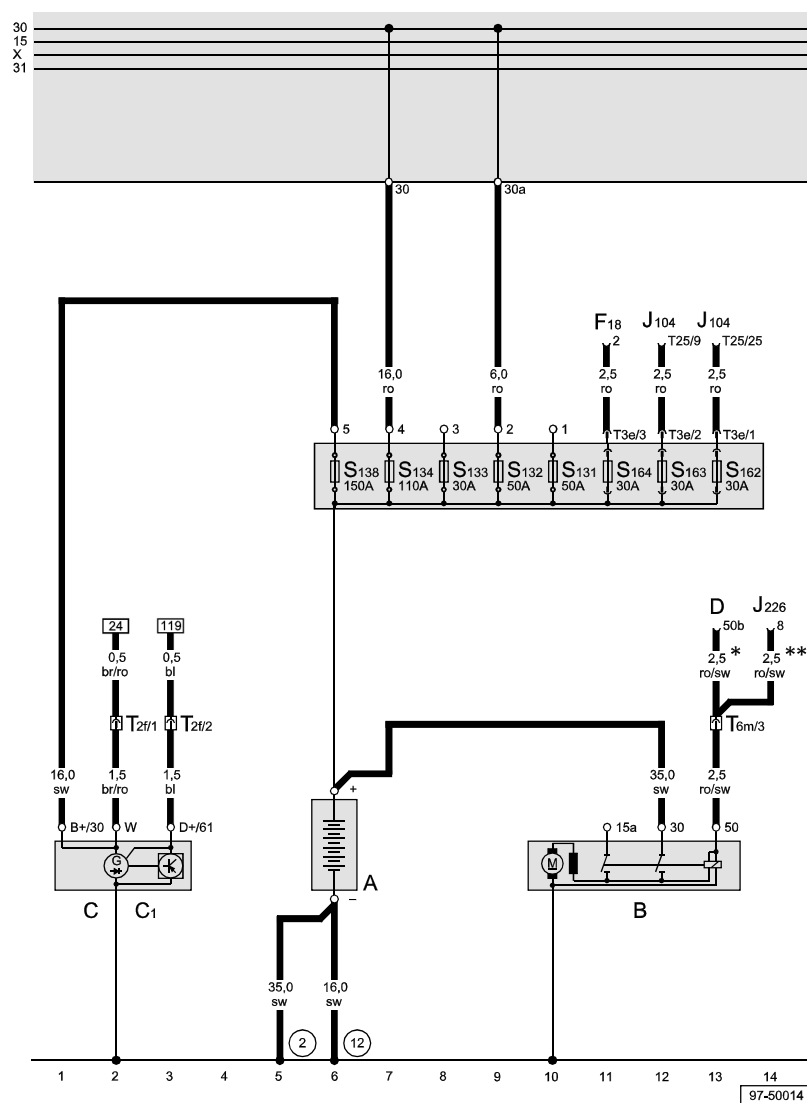 30
15
X
31
30
30a
F18
J104
J104
2
T25/9
T25/25
16,0
ro
6,0
ro
2,5
ro
2,5
ro
2,5
ro
5
4
3
2
1
T3e/3
T3e/2
T3e/1
S138
150A
S134
110A
S133
30A
S132
50A
S131
50A
S164
30A
S163
30A
S162
30A
24
119
D
J226
50b
8
0,5
br/ro
0,5
bl
2,5 *
ro/sw
2,5 **
ro/sw
T2f/1
T2f/2
T6m/3
16,0
sw
1,5
br/ro
1,5
bl
35,0
sw
2,5
ro/sw
+
B+/30
W
D+/61
15a
30
50
G
M
A
–
C
C1
B
35,0
sw
16,0
sw
2
12
1 2 3 4 5 6 7 8 9 10 11 12 13 14
97-50014